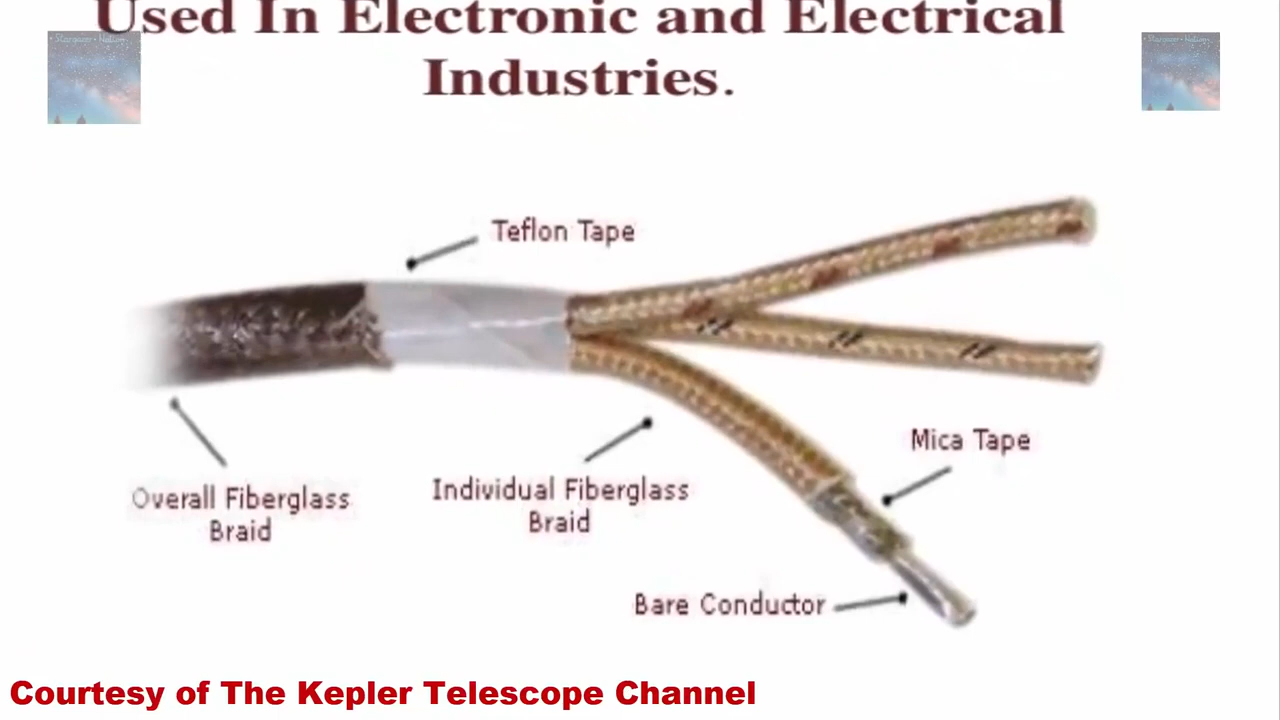 Used In Electronic and Electrical
Industries.
Teflon Tape
Mica Tape
Overall Fiberglass
Braid
Individual Fiberglass
Braid
Bare Conductor
Courtesy of The Kepler Telescope Channel